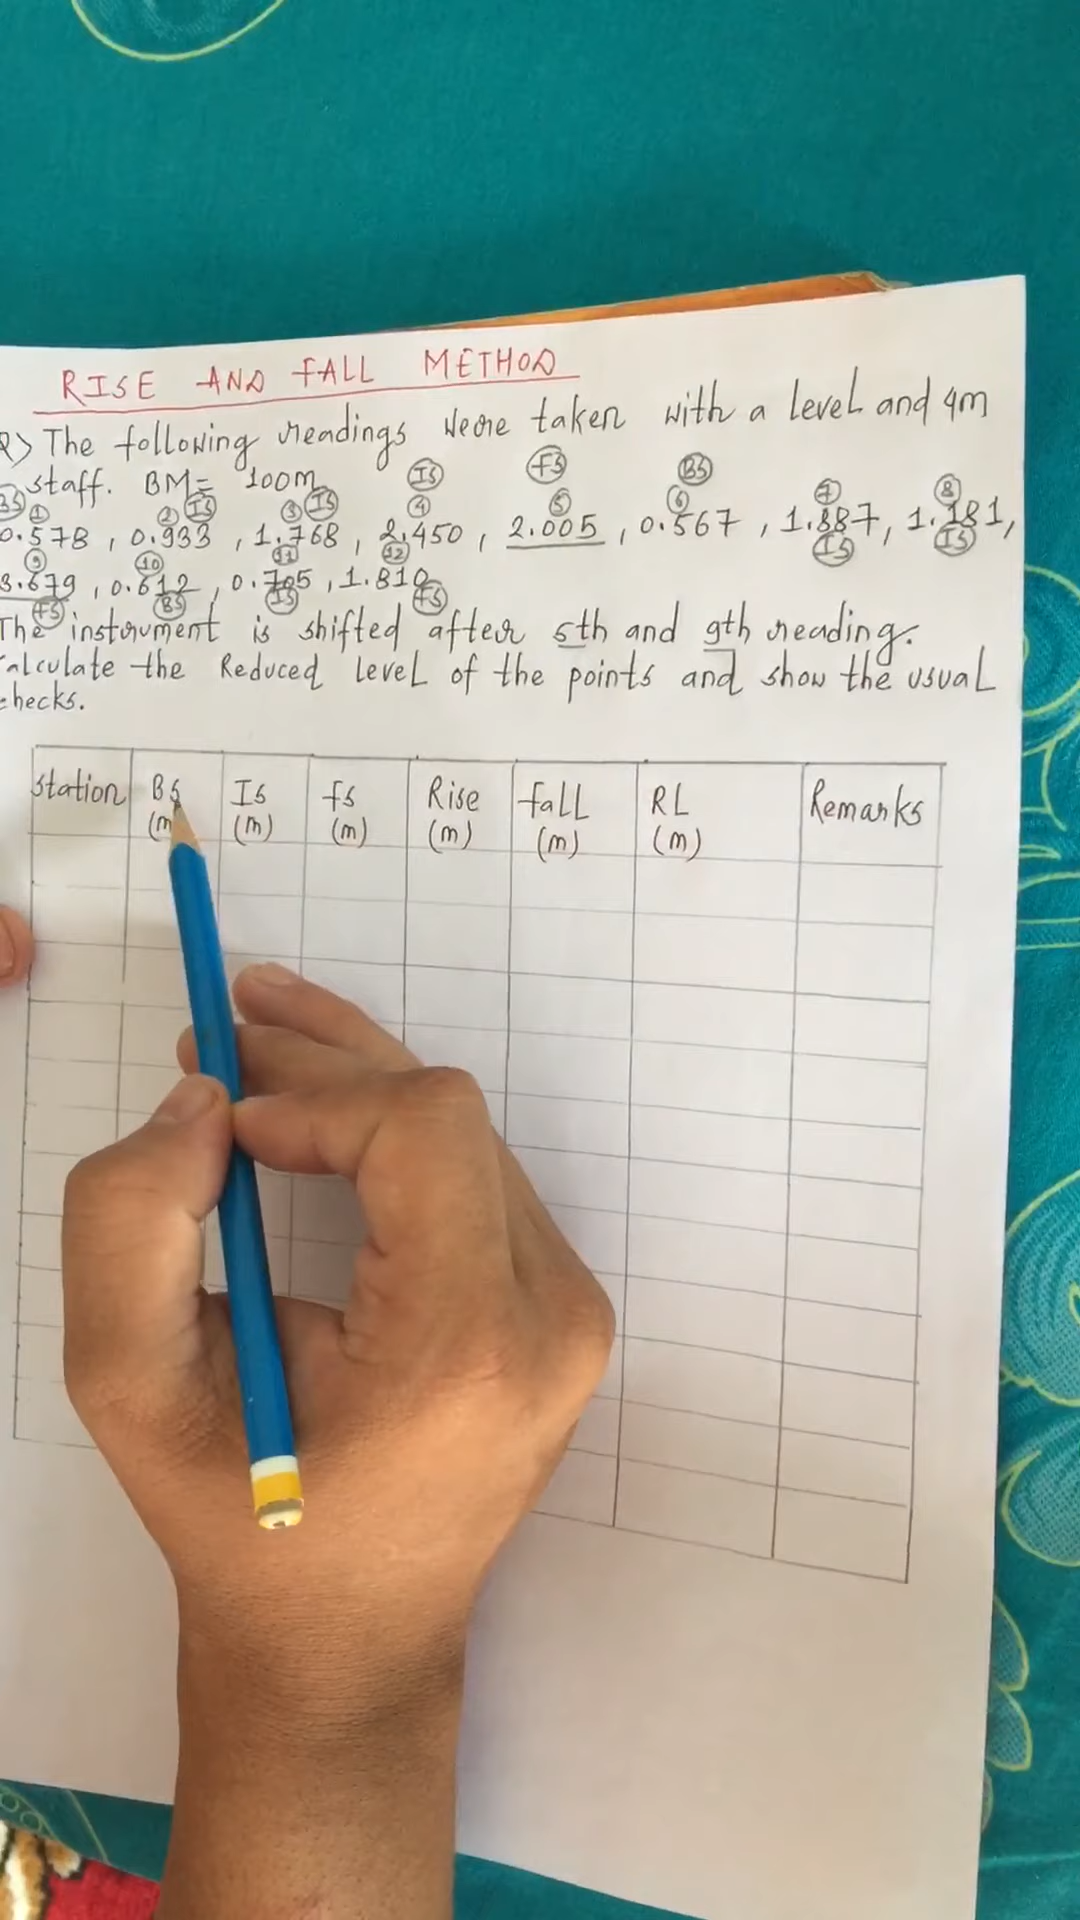 RISE AND FALL METHOD
Q) The following readings were taken with a level and 4m
staff. BM= 100m
BS IS IS IS FS BS
1 2 3 4 5 6 7 8
0.578, 0.933, 1.768, 2.450, 2.005, 0.567, 1.887, 1.181,
IS IS
9 10 11 12
3.679, 0.612, 0.705, 1.810
FS BS IS FS
The instrument is shifted after 5th and 9th reading.
calculate the Reduced level of the points and show the usual
checks.
Station BS (m) IS (m) fs (m) Rise (m) fall (m) RL (m) Remarks